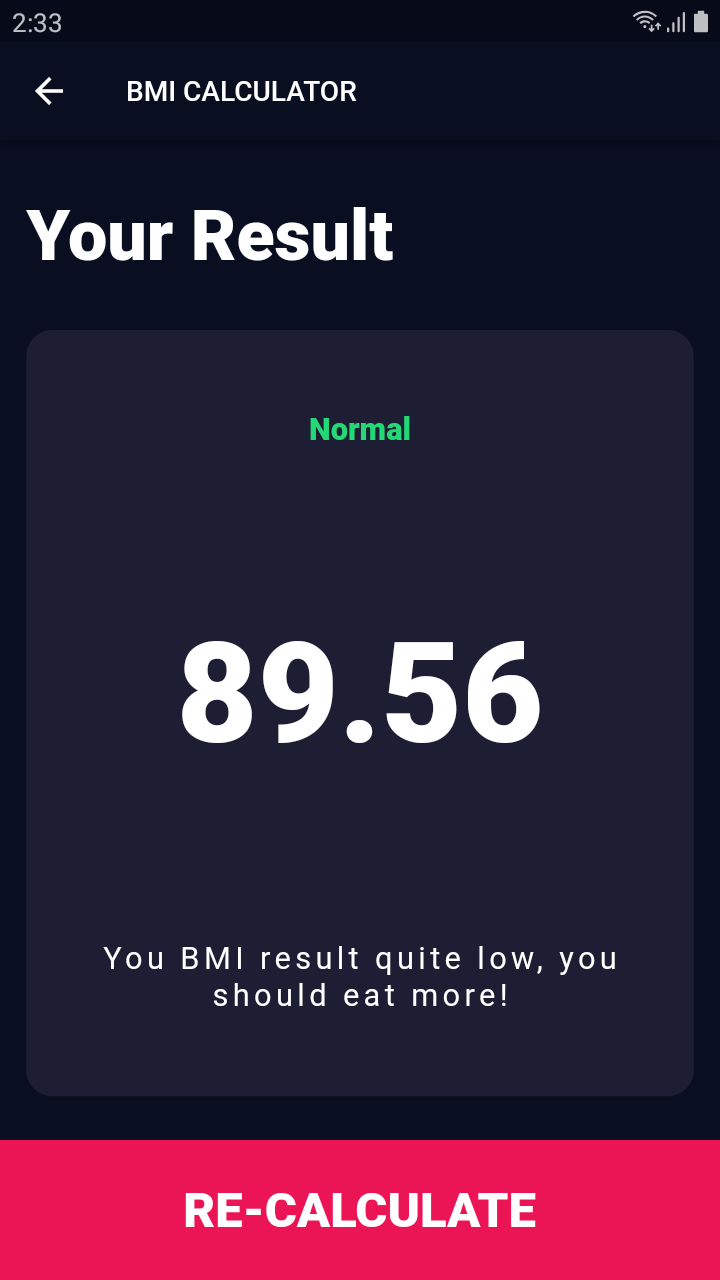 2:33
BMI CALCULATOR
Your Result
Normal
89.56
You BMI result quite low, you
should eat more!
RE-CALCULATE